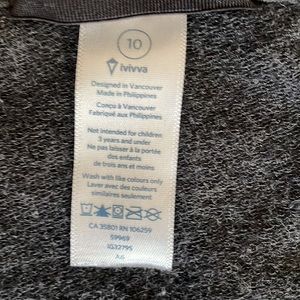 10
ivivva
Designed in Vancouver
Made in Philippines
Conçu à Vancouver
Fabriqué aux Philippines
Not intended for children
3 years and under
Ne pas laisser à la portée
des enfants
de trois ans et moins
Wash with like colours only
Laver avec des couleurs
similaires seulement
CA 35801 RN 106259
59969
IG3279S
A6